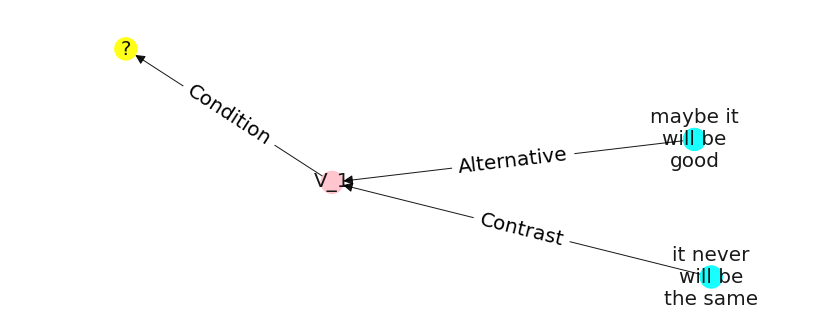 ?
Condition
maybe it
will be
good
Alternative
V_1
Contrast
it never
will be
the same